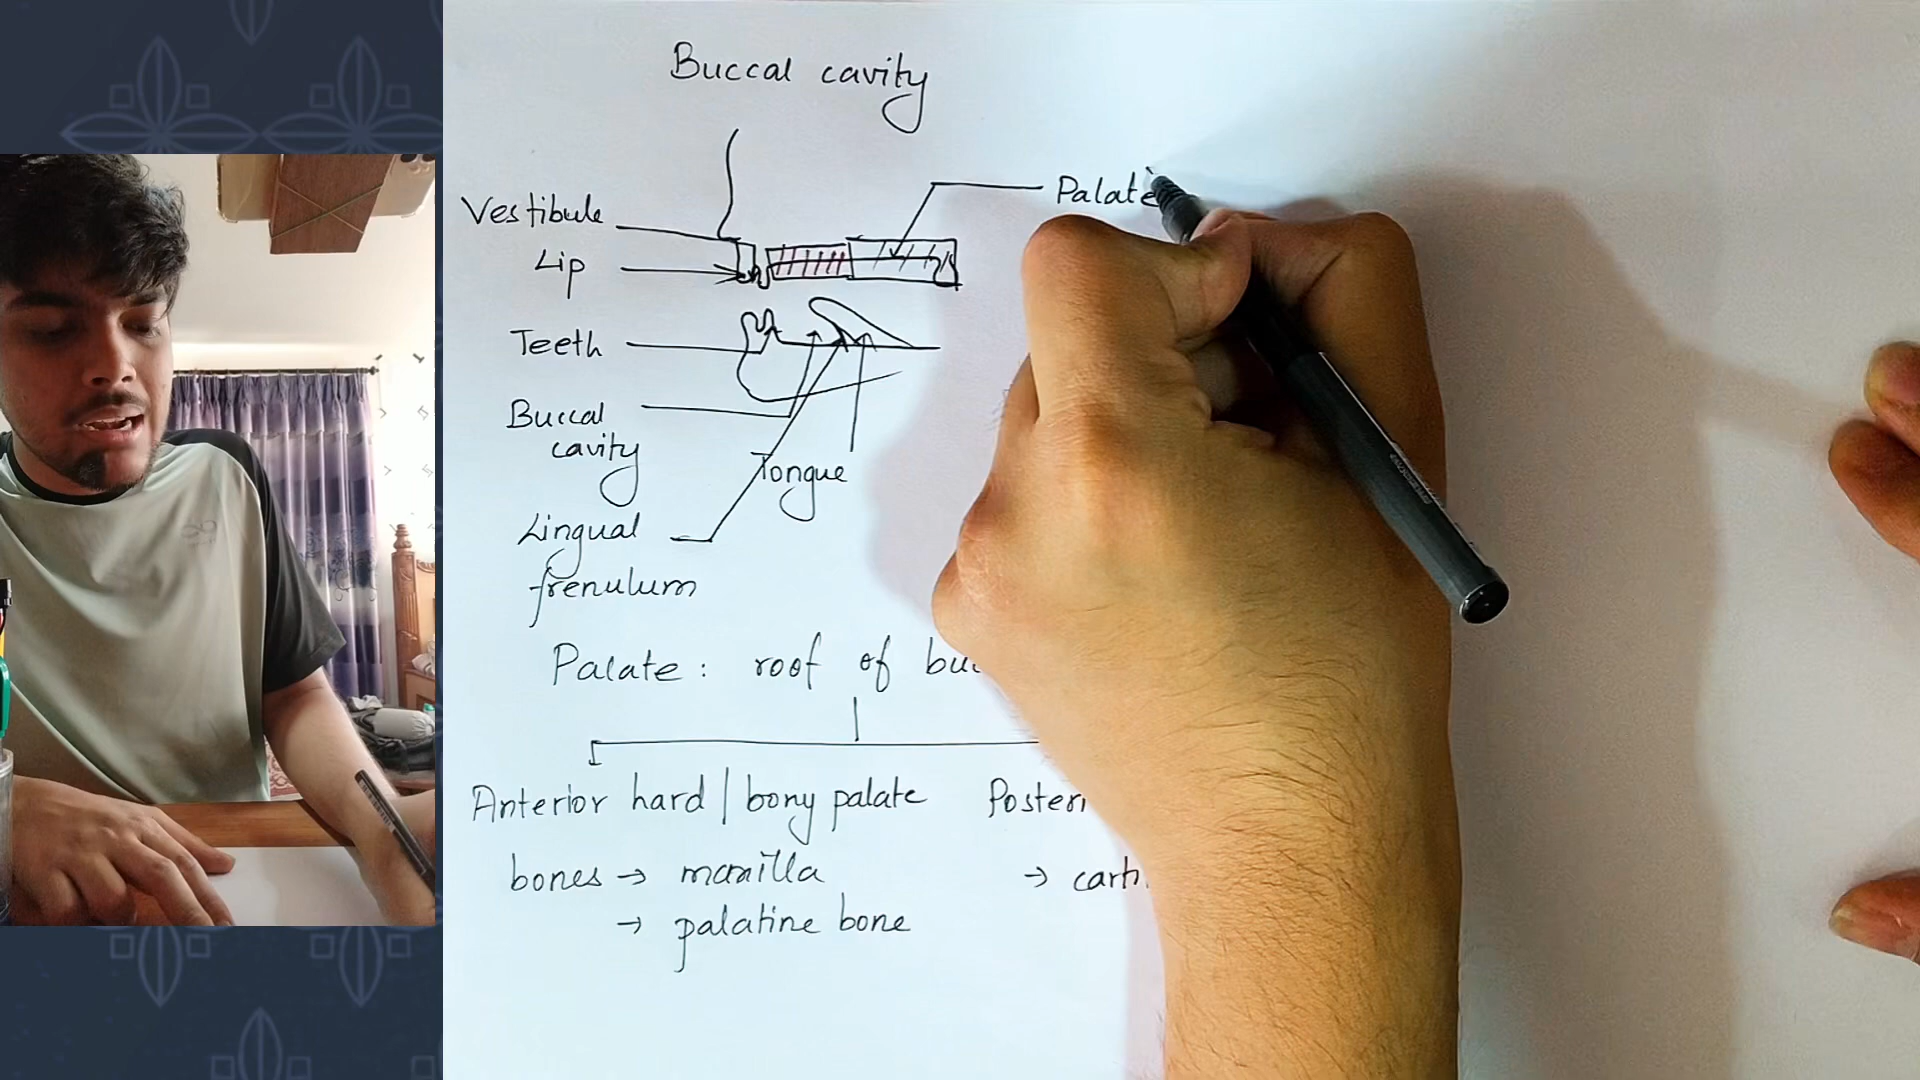 Buccal cavity
Vestibule
Palate
Lip
Teeth
Buccal
cavity
Tongue
Lingual
frenulum
Palate: roof of
Anterior hard / bony palate
bones → maxilla
→ palatine bone